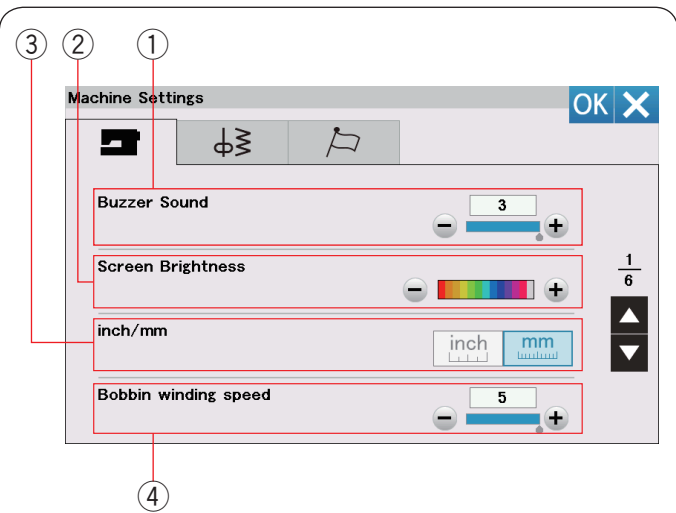 ③ ② ①
Machine Settings
OK
Buzzer Sound
3
Screen Brightness
1
6
inch/mm
inch mm
Bobbin winding speed
5
④